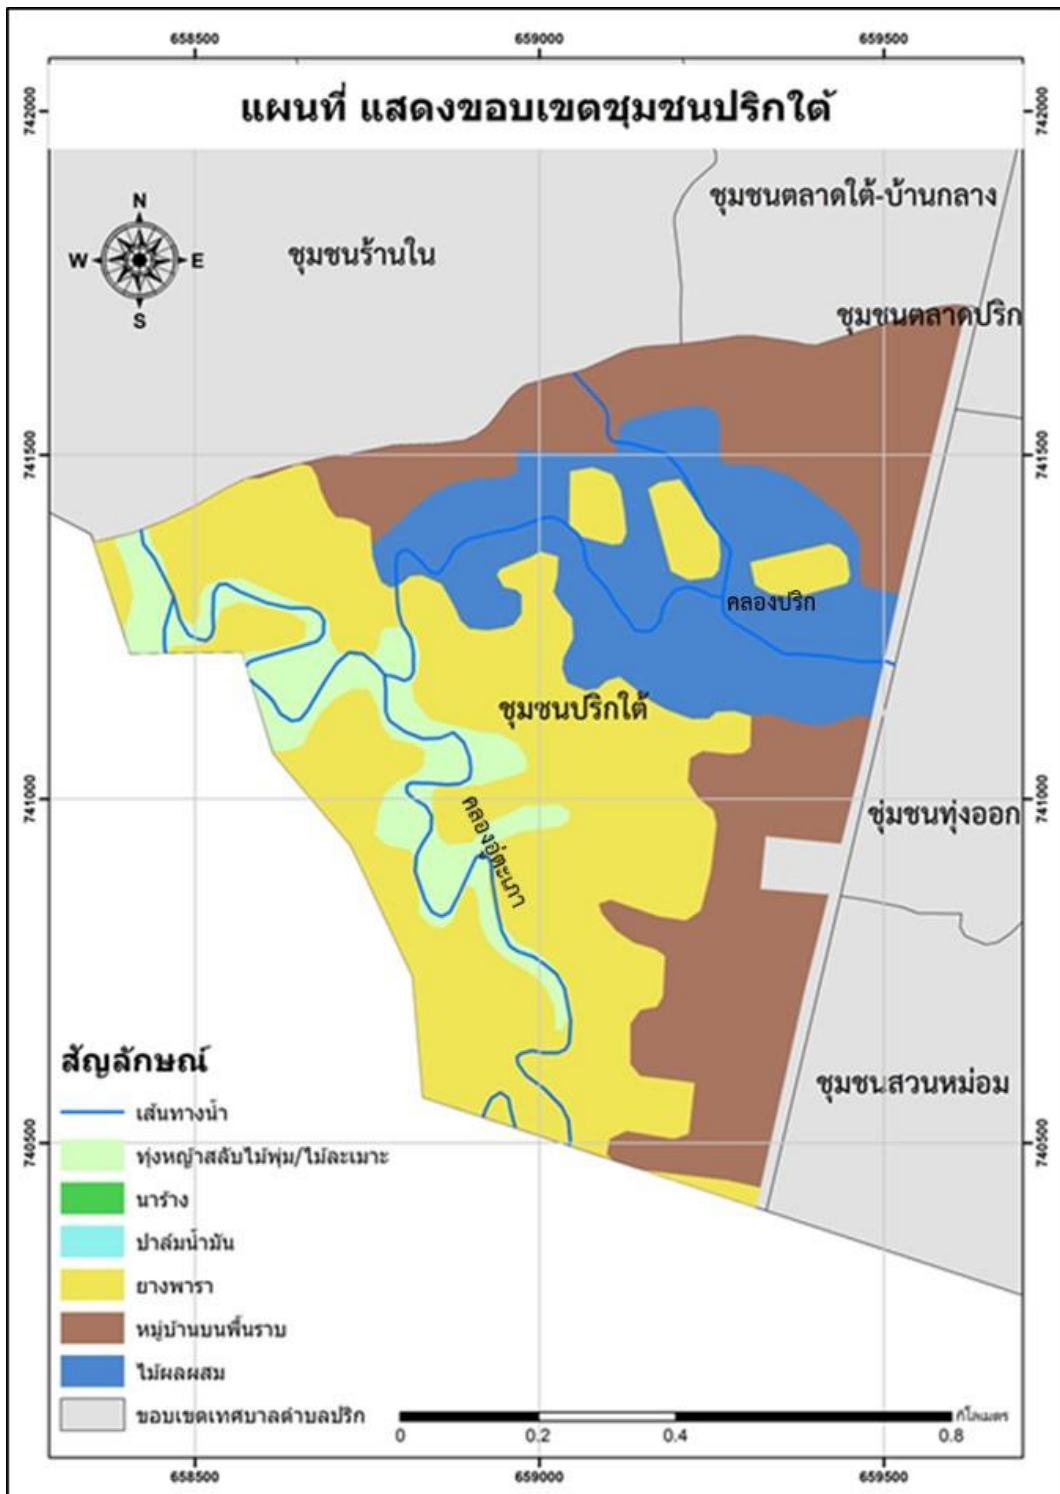 658500 659000 659500
742000 742000
แผนที่ แสดงขอบเขตชุมชนปริกใต้
ชุมชนตลาดใต้-บ้านกลาง
N
W E
S
ชุมชนร้านใน
ชุมชนตลาดปริก
741500 741500
คลองปริก
ชุมชนปริกใต้
741000 741000
คลองอู่ตะเภา
ชุ่มชนทุ่งออก
ชุมชนสวนหม่อม
สัญลักษณ์
เส้นทางน้ำ
740500 740500
ทุ่งหญ้าสลับไม้พุ่ม/ไม้ละเมาะ
นาร้าง
ปาล์มน้ำมัน
ยางพารา
หมู่บ้านบนพื้นราบ
ไม้ผลผสม
ขอบเขตเทศบาลตำบลปริก
กิโลเมตร
0 0.2 0.4 0.8
658500 659000 659500